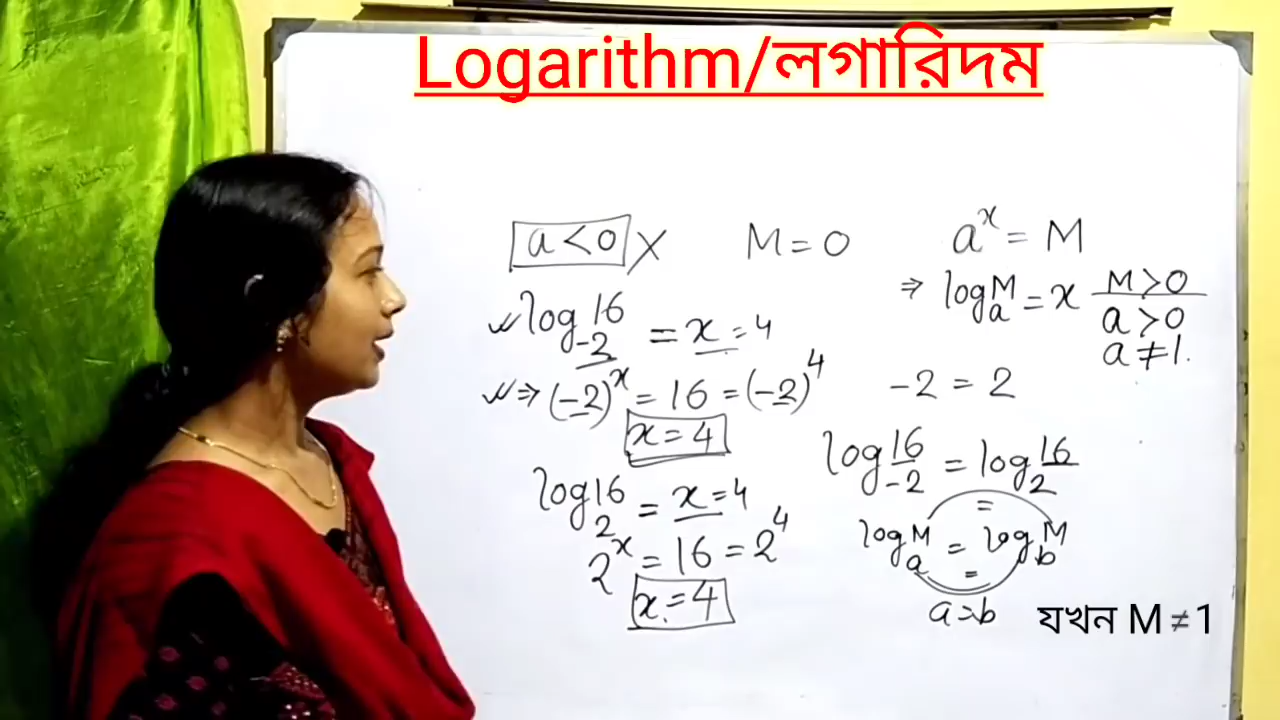 Logarithm/লগারিদম
a < 0 X
M = 0
a^x = M
⇒ log_a M = x
M > 0
a > 0
a ≠ 1.
log_-2 16 = x = 4
⇒ (-2)^x = 16 = (-2)^4
x = 4
-2 = 2
log_2 16 = x = 4
2^x = 16 = 2^4
x = 4
log_-2 16 = log_2 16
=
log_a M = log_b M
=
a = b
যখন M ≠ 1